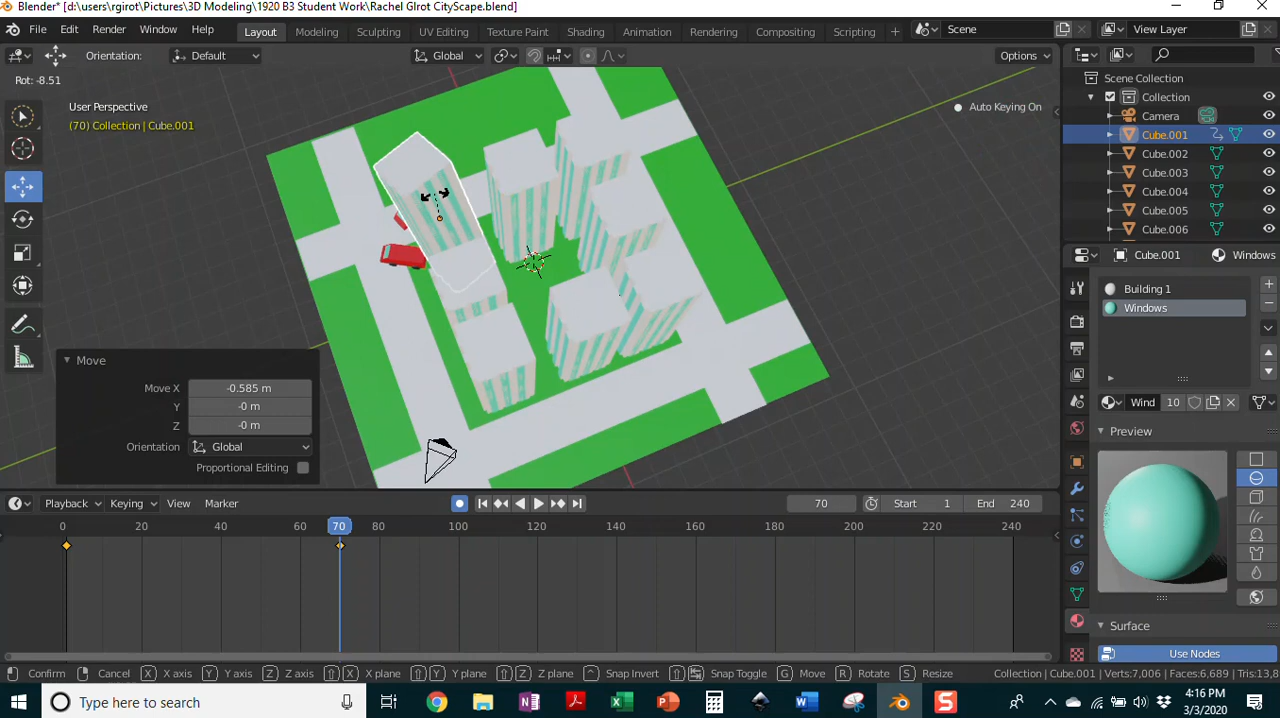 Blender* [d:\users\rgirot\Pictures\3D Modeling\1920 B3 Student Work\Rachel GIrot CityScape.blend]
File Edit Render Window Help Layout Modeling Sculpting UV Editing Texture Paint Shading Animation Rendering Compositing Scripting + Scene View Layer
Orientation: Default Global Options
Rot: -8.51
User Perspective
(70) Collection | Cube.001
Auto Keying On
Scene Collection
Collection
Camera
Cube.001
Cube.002
Cube.003
Cube.004
Cube.005
Cube.006
Cube.001 Windows
Building 1
Windows
Wind 10
Preview
Surface
Use Nodes
Move
Move X -0.585 m
Y -0 m
Z -0 m
Orientation Global
Proportional Editing
Playback Keying View Marker 70 Start 1 End 240
0 20 40 60 70 80 100 120 140 160 180 200 220 240
Confirm Cancel X X axis Y Y axis Z Z axis X X plane Y Y plane Z Z plane Snap Invert Snap Toggle G Move R Rotate S Resize Collection | Cube.001 | Verts:7,006 | Faces:6,689 | Tris:13,8
Type here to search
4:16 PM
3/3/2020